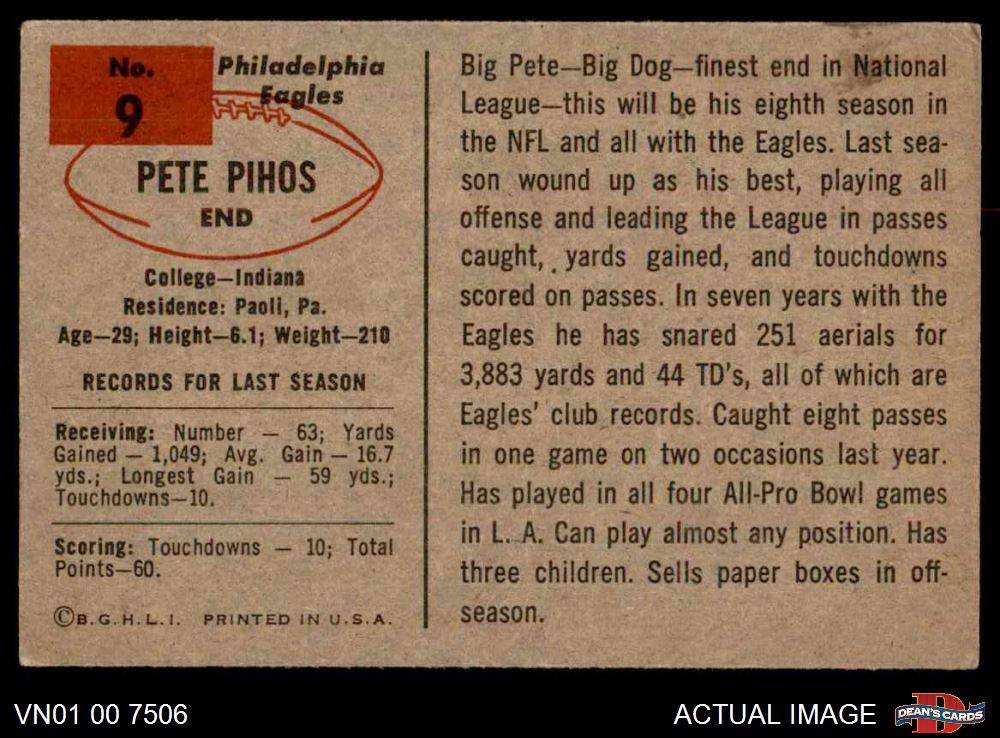 No.
9
Philadelphia
Eagles
PETE PIHOS
END
College—Indiana
Residence: Paoli, Pa.
Age—29; Height—6.1; Weight—210
RECORDS FOR LAST SEASON
Receiving: Number — 63; Yards
Gained — 1,049; Avg. Gain — 16.7
yds.; Longest Gain — 59 yds.;
Touchdowns—10.
Scoring: Touchdowns — 10; Total
Points—60.
©B.G.H.L.I. PRINTED IN U.S.A.
Big Pete—Big Dog—finest end in National
League—this will be his eighth season in
the NFL and all with the Eagles. Last sea-
son wound up as his best, playing all
offense and leading the League in passes
caught, yards gained, and touchdowns
scored on passes. In seven years with the
Eagles he has snared 251 aerials for
3,883 yards and 44 TD's, all of which are
Eagles' club records. Caught eight passes
in one game on two occasions last year.
Has played in all four All-Pro Bowl games
in L. A. Can play almost any position. Has
three children. Sells paper boxes in off-
season.
VN01 00 7506
ACTUAL IMAGE
DEAN'S CARDS